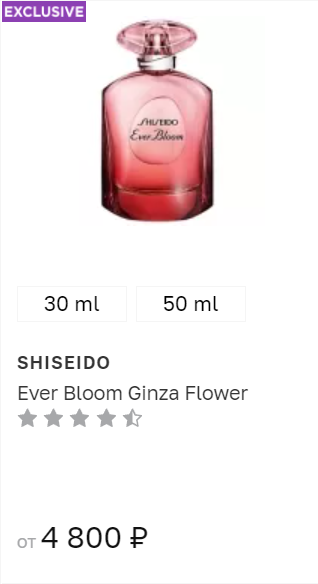 EXCLUSIVE
SHISEIDO
Ever Bloom
30 ml 50 ml
SHISEIDO
Ever Bloom Ginza Flower
от 4 800 ₽